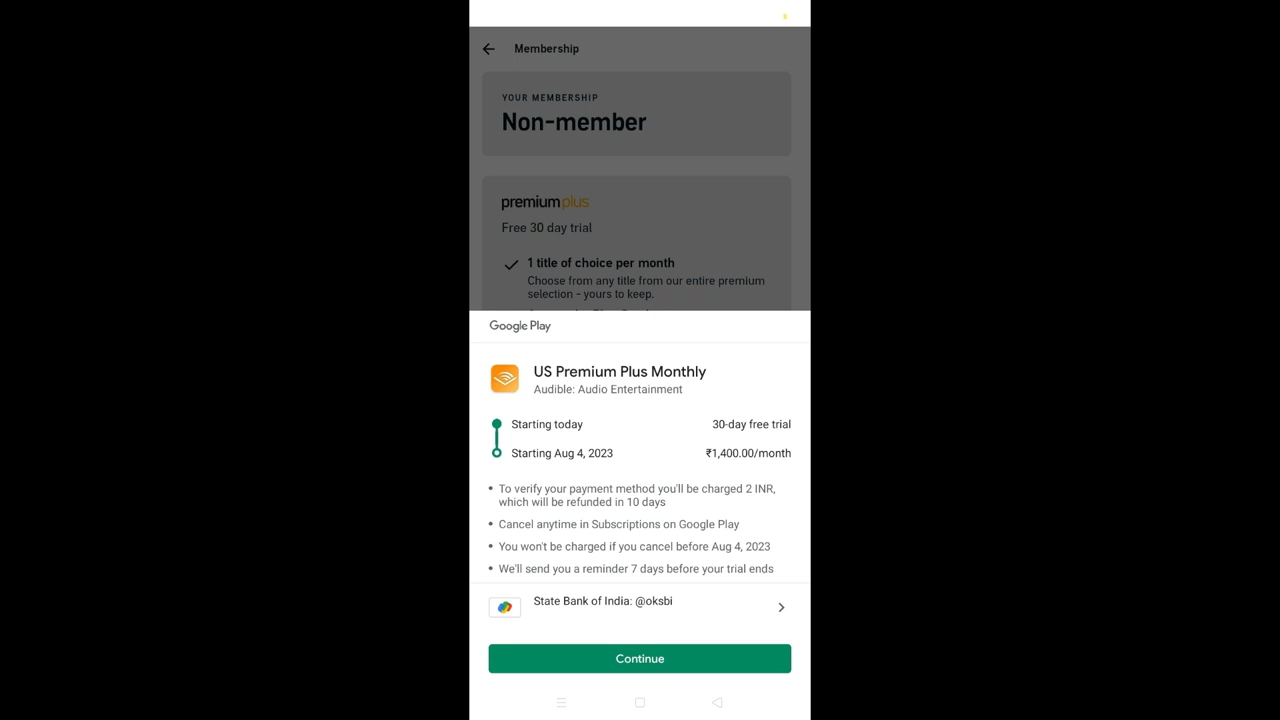 Membership
YOUR MEMBERSHIP
Non-member
premium plus
Free 30 day trial
1 title of choice per month
Choose from any title from our entire premium
selection - yours to keep.
Google Play
US Premium Plus Monthly
Audible: Audio Entertainment
Starting today 30-day free trial
Starting Aug 4, 2023 ₹1,400.00/month
• To verify your payment method you'll be charged 2 INR,
which will be refunded in 10 days
• Cancel anytime in Subscriptions on Google Play
• You won't be charged if you cancel before Aug 4, 2023
• We'll send you a reminder 7 days before your trial ends
State Bank of India: @oksbi
Continue